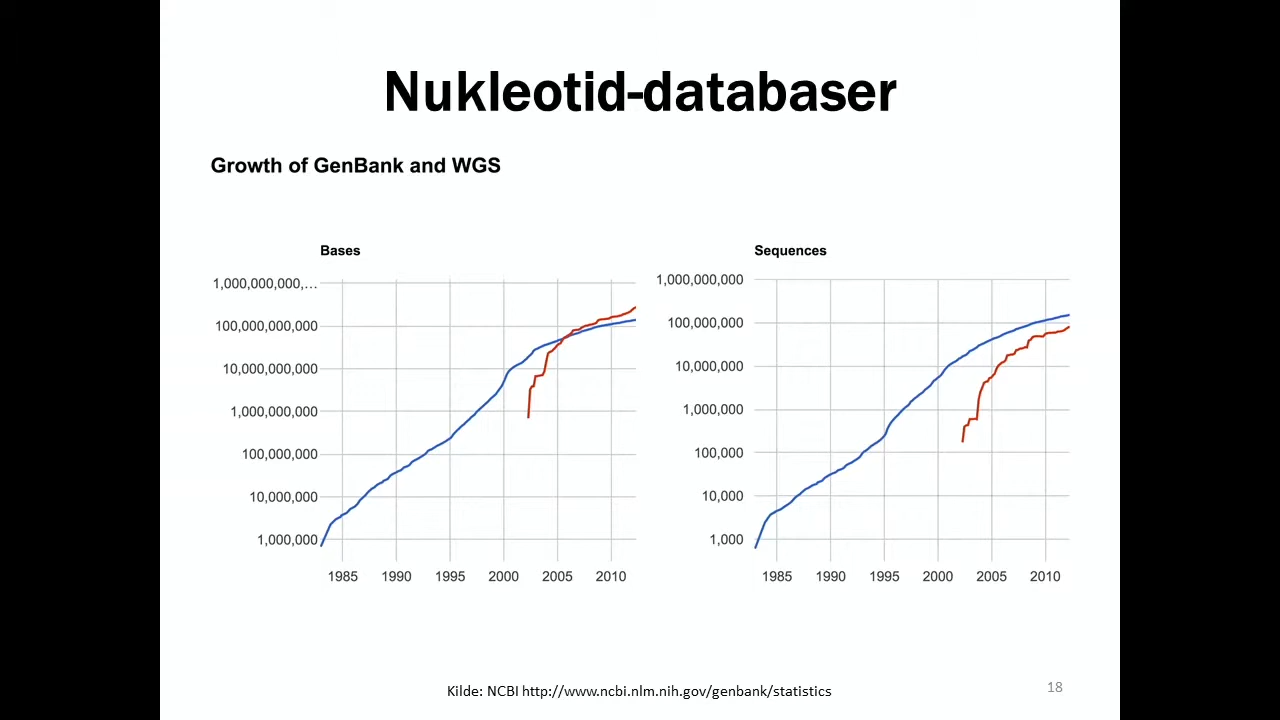 Nukleotid-databaser
Growth of GenBank and WGS
Bases
1,000,000,000,...
100,000,000,000
10,000,000,000
1,000,000,000
100,000,000
10,000,000
1,000,000
1985 1990 1995 2000 2005 2010
Sequences
1,000,000,000
100,000,000
10,000,000
1,000,000
100,000
10,000
1,000
1985 1990 1995 2000 2005 2010
Kilde: NCBI http://www.ncbi.nlm.nih.gov/genbank/statistics
18